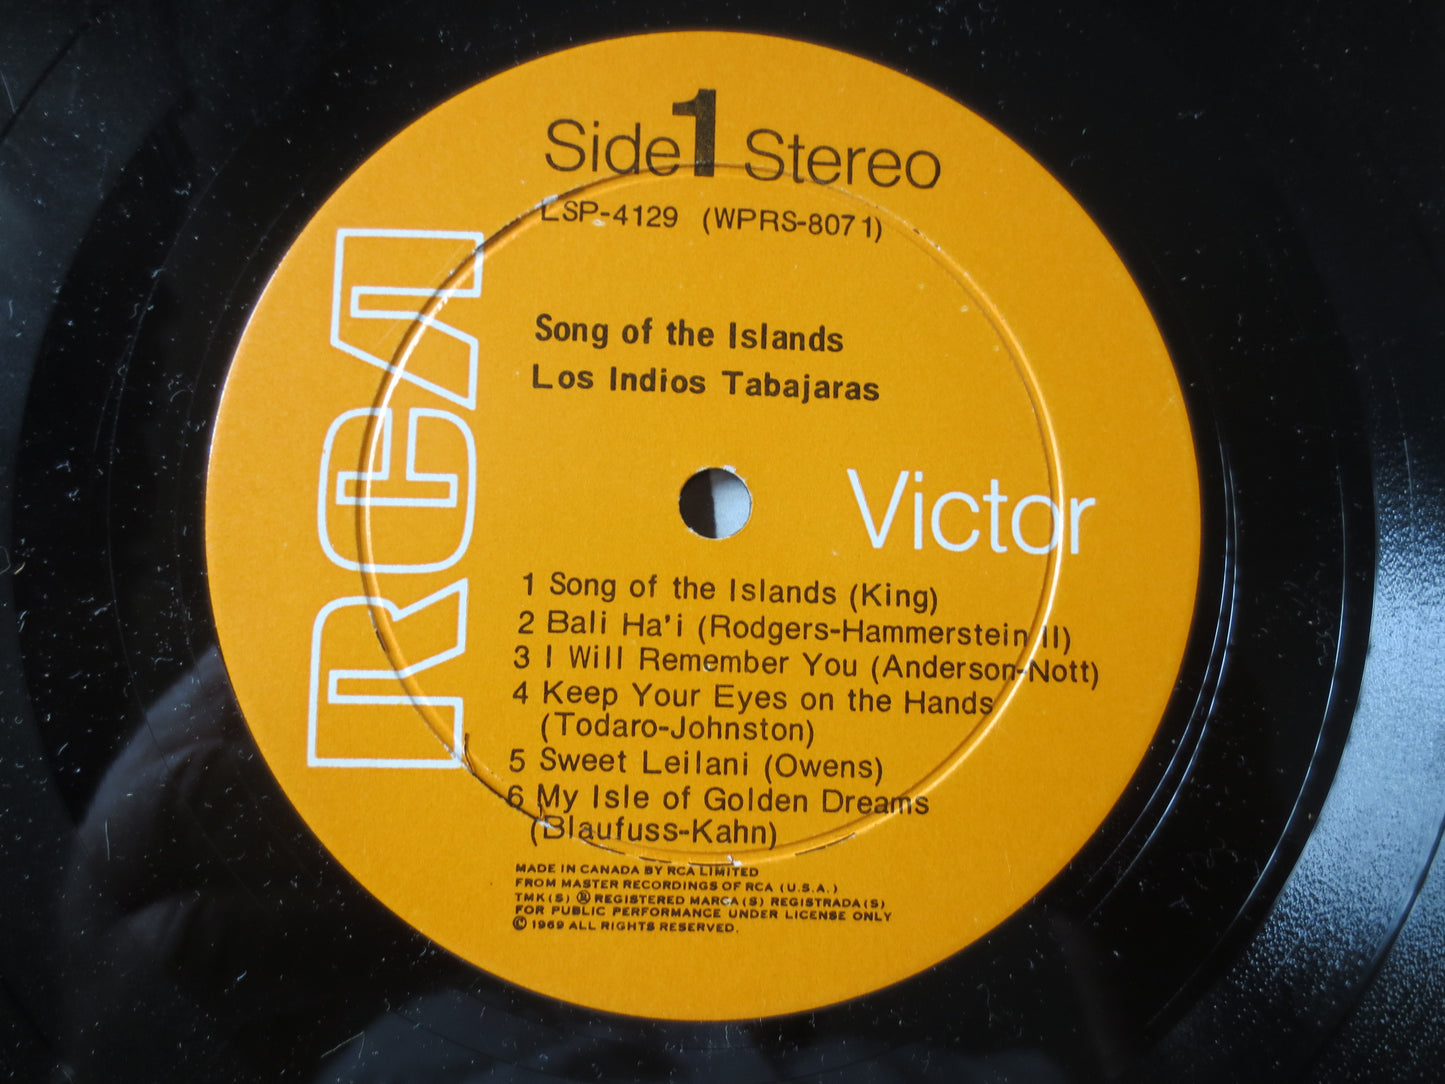 Side 1 Stereo
LSP-4129 (WPRS-8071)
RCA
Song of the Islands
Los Indios Tabajaras
Victor
1 Song of the Islands (King)
2 Bali Ha'i (Rodgers-Hammerstein II)
3 I Will Remember You (Anderson-Nott)
4 Keep Your Eyes on the Hands
(Todaro-Johnston)
5 Sweet Leilani (Owens)
6 My Isle of Golden Dreams
(Blaufuss-Kahn)
MADE IN CANADA BY RCA LIMITED
FROM MASTER RECORDINGS OF RCA (U.S.A.)
TMK(S) ® REGISTERED MARCA(S) REGISTRADA(S)
FOR PUBLIC PERFORMANCE UNDER LICENSE ONLY
© 1969 ALL RIGHTS RESERVED.